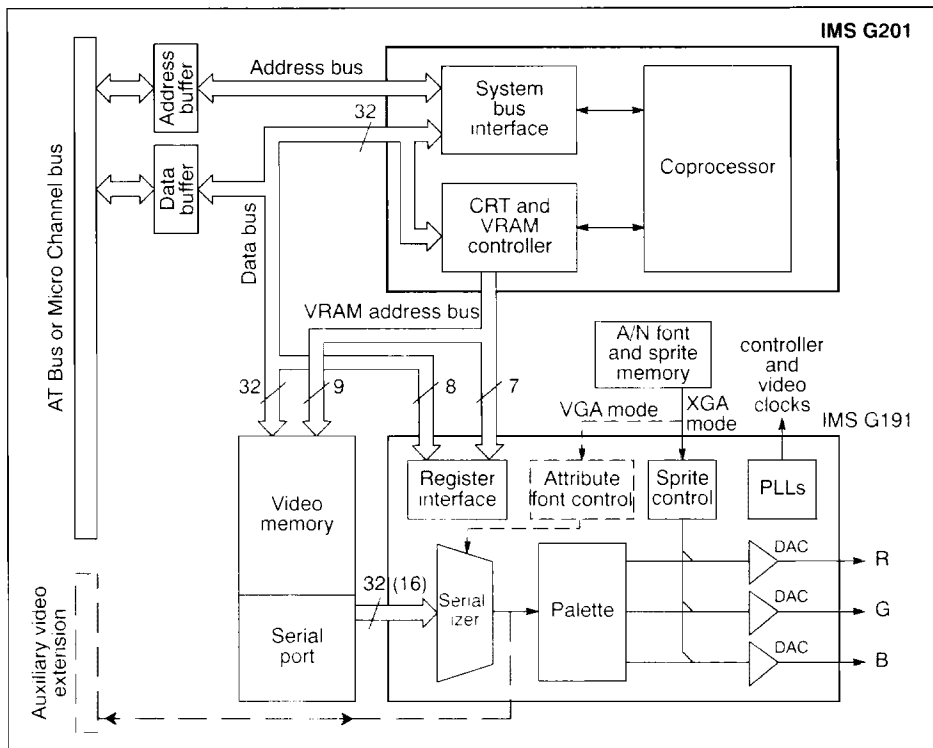 IMS G201
AT Bus or Micro Channel bus
Address
buffer
Address bus
System
bus
interface
Coprocessor
32
Data
buffer
Data bus
CRT and
VRAM
controller
VRAM address bus
A/N font
and sprite
memory
controller
and
video
clocks
32
9
8
7
VGA mode
XGA
mode
IMS G191
Video
memory
Register
interface
Attribute
font control
Sprite
control
PLLs
DAC
R
32 (16)
Serial
izer
Palette
DAC
G
Serial
port
DAC
B
Auxiliary video
extension